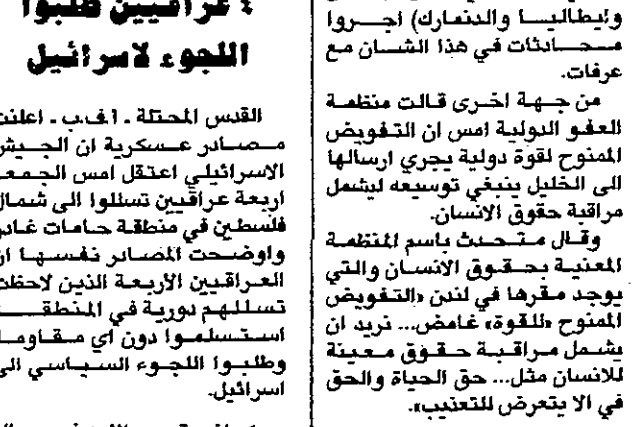 وإيطاليا والدنمارك) اجروا
محادثات في هذا الشان مع
عرفات.
من جهة اخرى قالت منظمة
العفو الدولية امس ان التفويض
الممنوح لقوة دولية يجري ارسالها
الى الخليل ينبغي توسيعه ليشمل
مراقبة حقوق الانسان.
وقال متحدث باسم المنظمة
المعنية بحقوق الانسان والتي
يوجد مقرها في لندن «التفويض
الممنوح «للقوة» غامض... نريد ان
يشمل مراقبة حقوق معينة
للانسان مثل... حق الحياة والحق
في الا يتعرض للتعذيب».
٤ عراقيين طلبوا
اللجوء لاسرائيل
القدس المحتلة ـ ا.ف.ب ـ اعلنت
مصادر عسكرية ان الجيش
الاسرائيلي اعتقل امس الجمعة
اربعة عراقيين تسللوا الى شمال
فلسطين في منطقة حامات غادر
واوضحت المصادر نفسها ان
العراقيين الاربعة الذين لاحظت
تسللهم دورية في المنطقة
استسلموا دون اي مقاومة
وطلبوا اللجوء السياسي الى
اسرائيل.